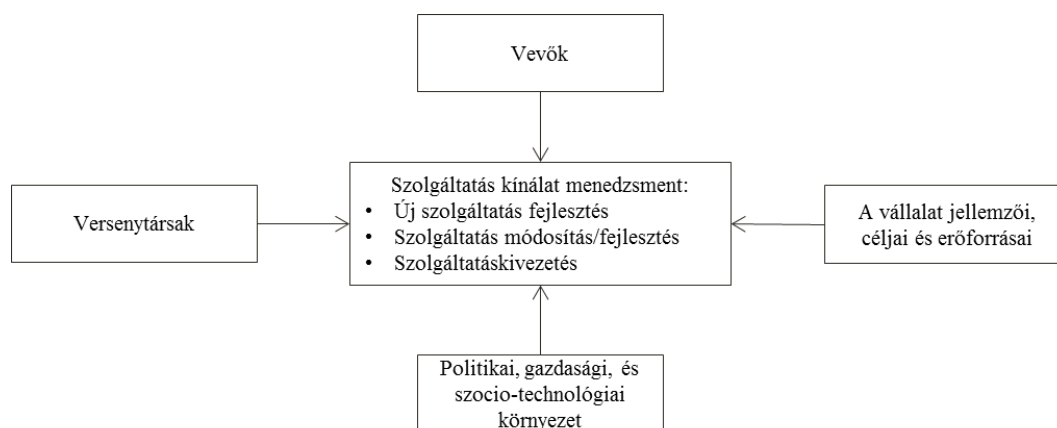 Vevők
Szolgáltatás kínálat menedzsment:
• Új szolgáltatás fejlesztés
• Szolgáltatás módosítás/fejlesztés
• Szolgáltatáskivezetés
Versenytársak
A vállalat jellemzői,
céljai és erőforrásai
Politikai, gazdasági, és
szocio-technológiai
környezet